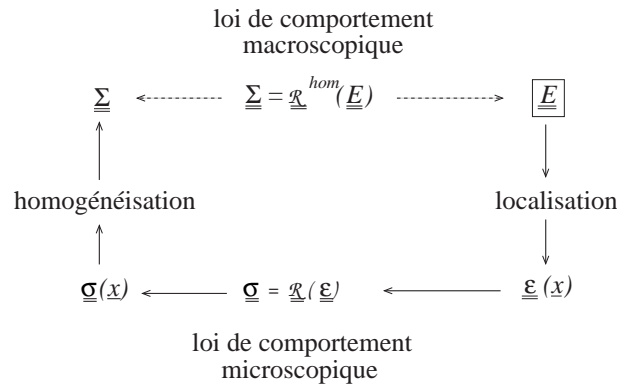 loi de comportement
macroscopique
Σ Σ = ℛ^hom(E) E
homogénéisation localisation
σ(x) σ = ℛ(ε) ε(x)
loi de comportement
microscopique